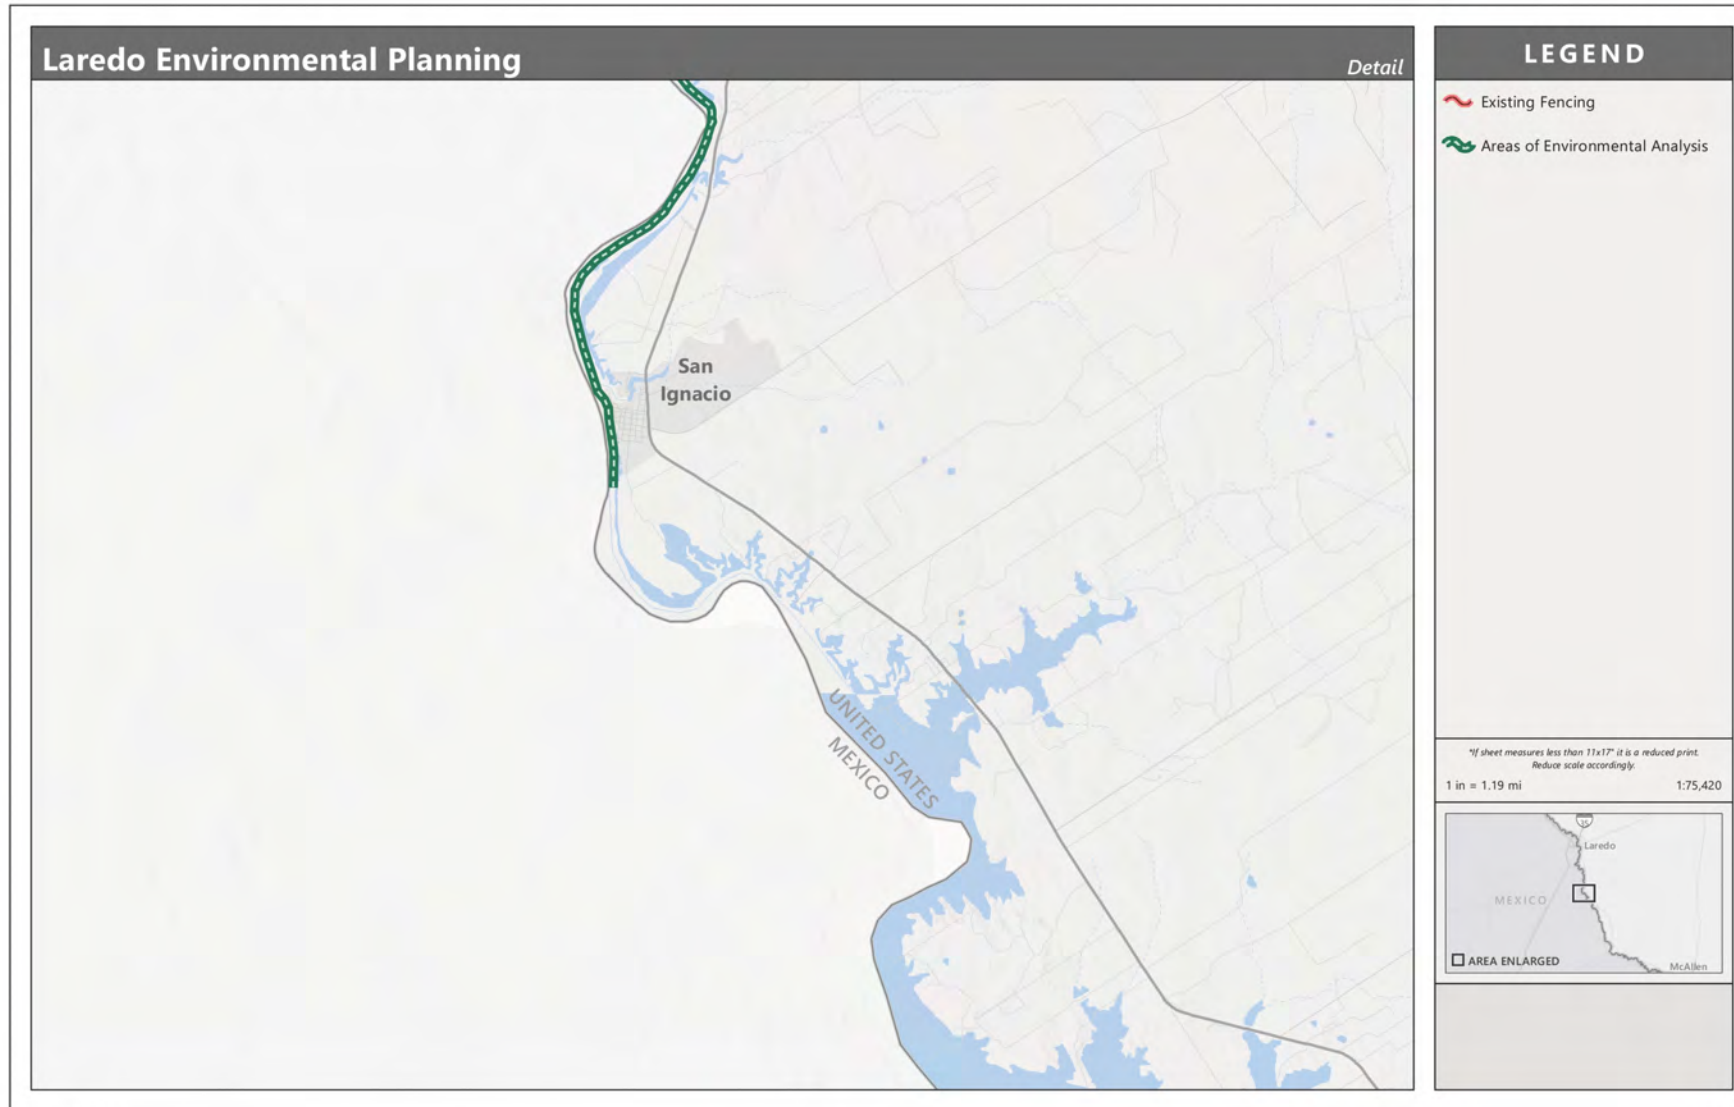 Laredo Environmental Planning
Detail
San
Ignacio
UNITED STATES
MEXICO
LEGEND
Existing Fencing
Areas of Environmental Analysis
*If sheet measures less than 11x17" it is a reduced print.
Reduce scale accordingly.
1 in = 1.19 mi 1:75,420
35
Laredo
MEXICO
AREA ENLARGED
McAllen